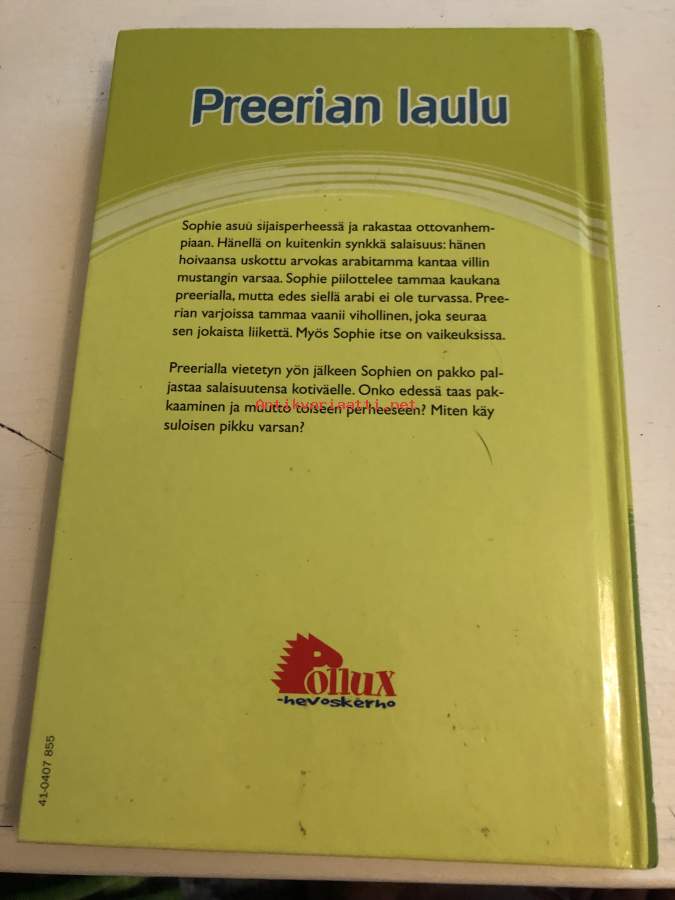 Preerian laulu
Sophie asuu sijaisperheessä ja rakastaa ottovanhem-
piaan. Hänellä on kuitenkin synkkä salaisuus: hänen
hoivaansa uskottu arvokas arabitamma kantaa villin
mustangin varsaa. Sophie piilottelee tammaa kaukana
preerialla, mutta edes siellä arabi ei ole turvassa. Pree-
rian varjoissa tammaa vaanii vihollinen, joka seuraa
sen jokaista liikettä. Myös Sophie itse on vaikeuksissa.
Preerialla vietetyn yön jälkeen Sophien on pakko pal-
jastaa salaisuutensa kotiväelle. Onko edessä taas pak-
kaaminen ja muutto toiseen perheeseen? Miten käy
Antikvariaatti.net
suloisen pikku varsan?
Pollux
-hevoskerho
41-0407 855